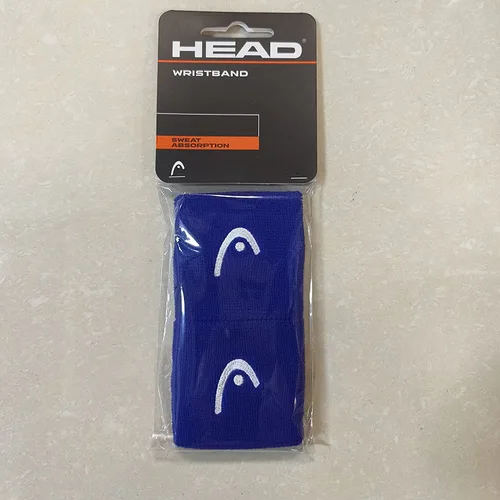 HEAD
WRISTBAND
SWEAT
ABSORPTION